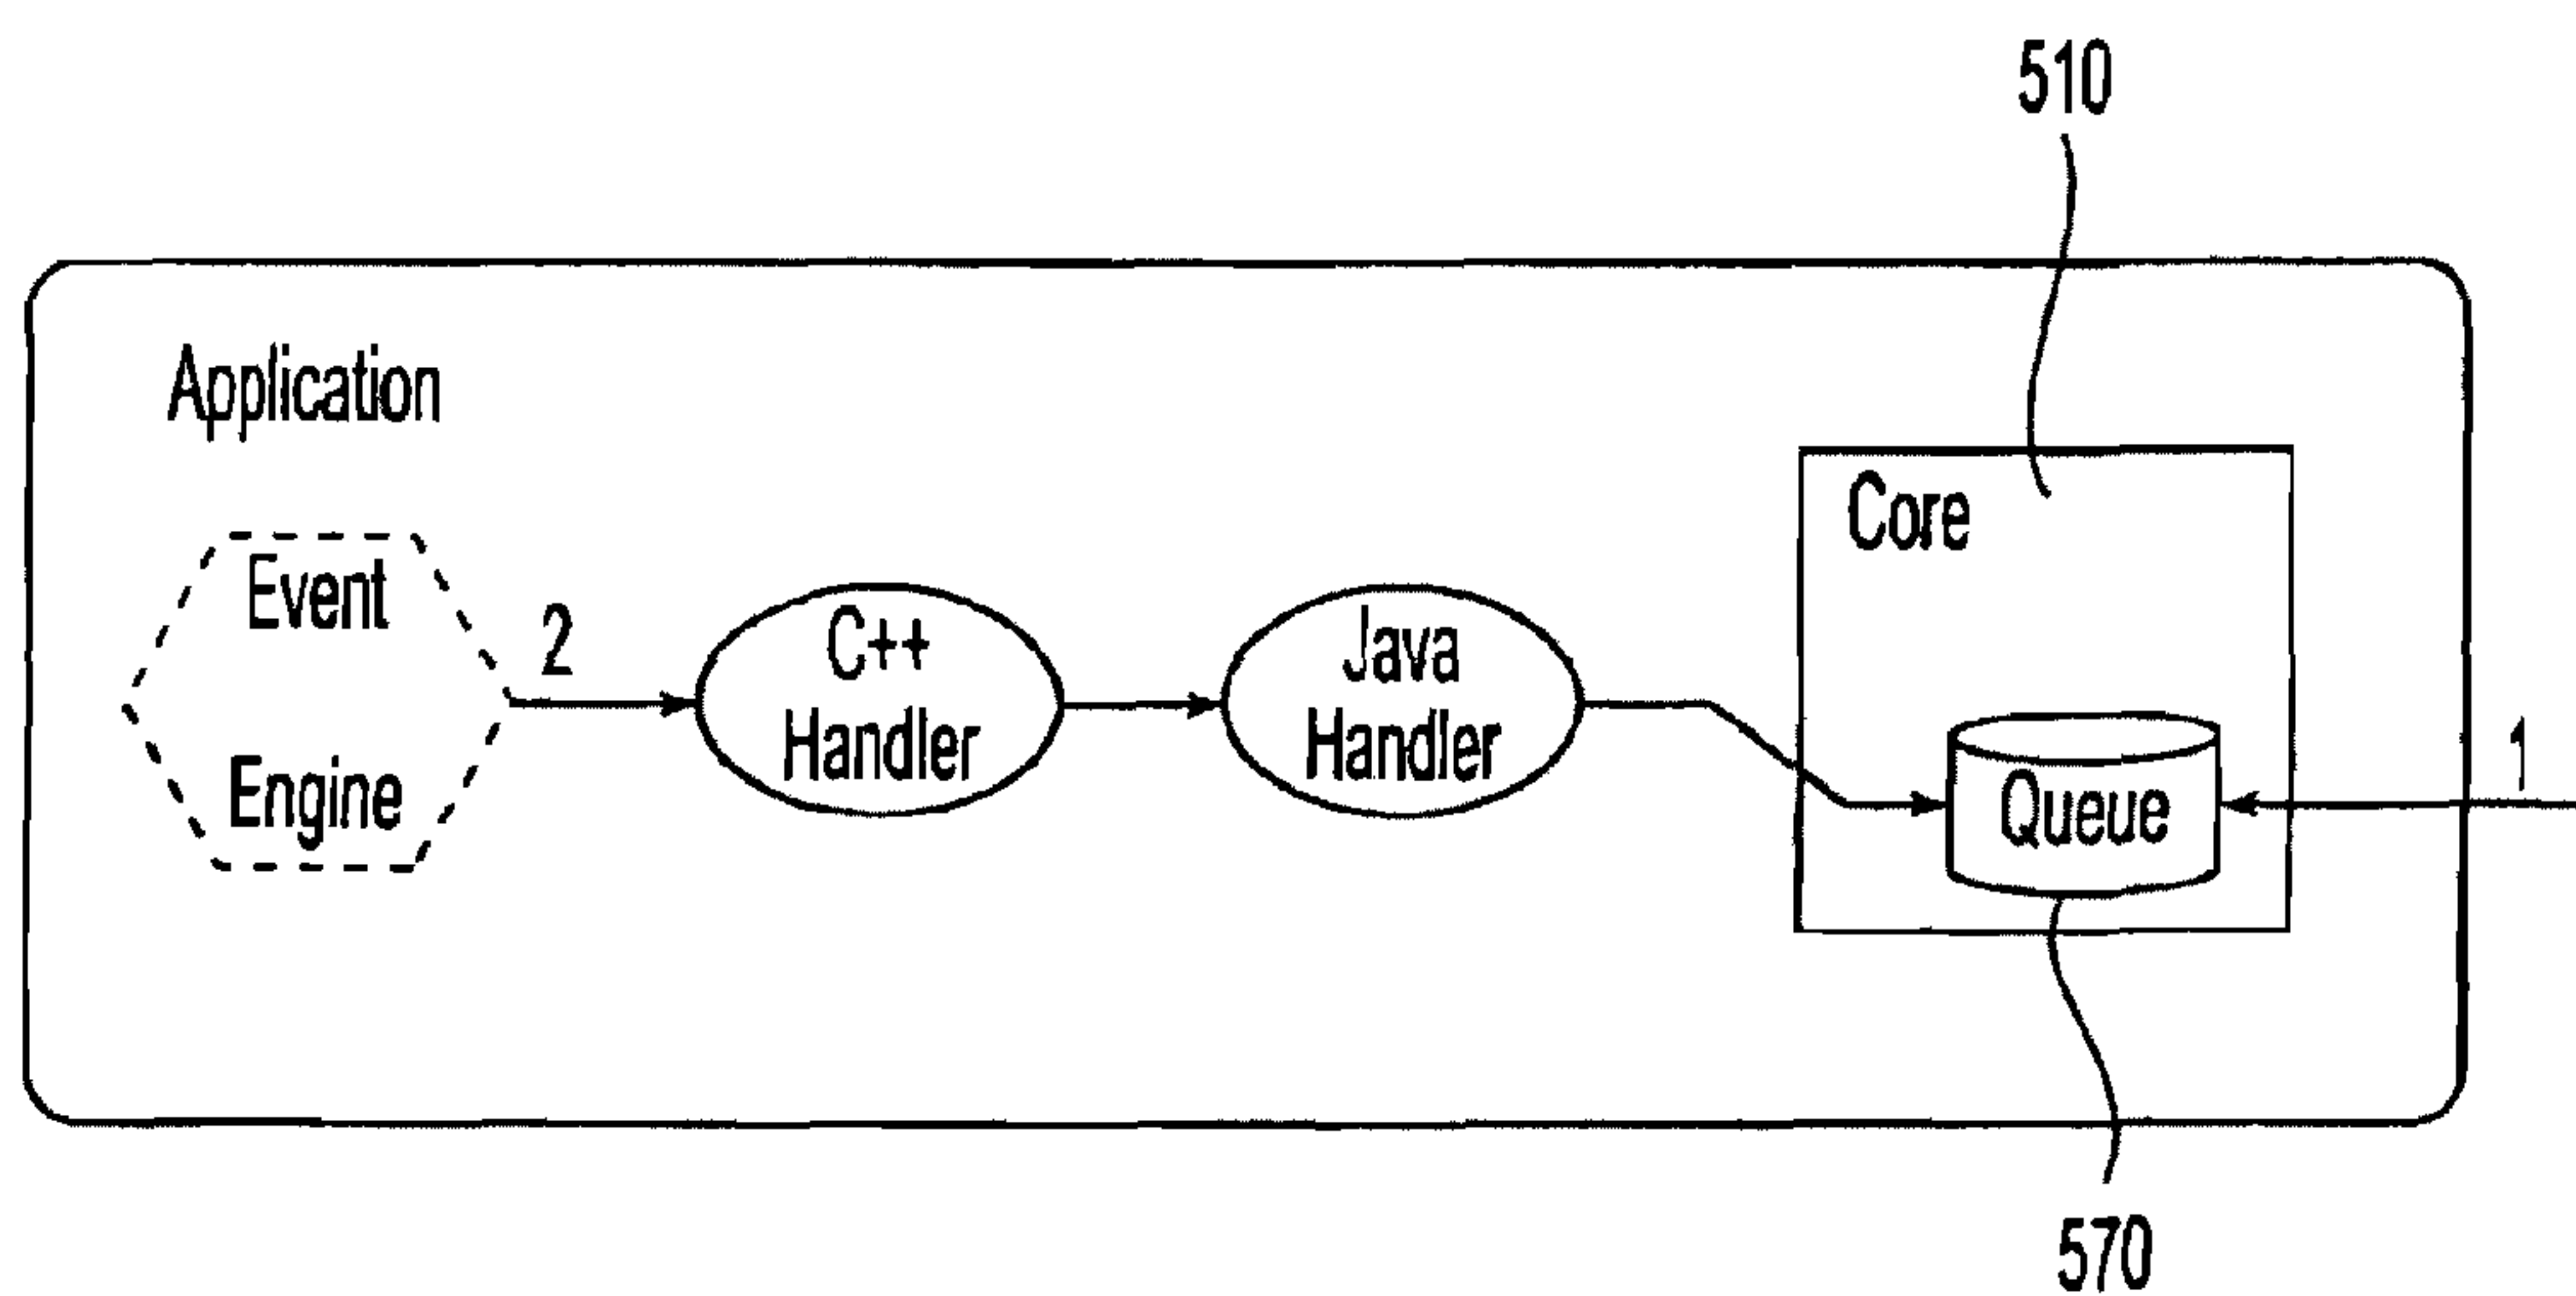 510
Application
Core
Event
Engine
2
C++
Handler
Java
Handler
Queue
1
570